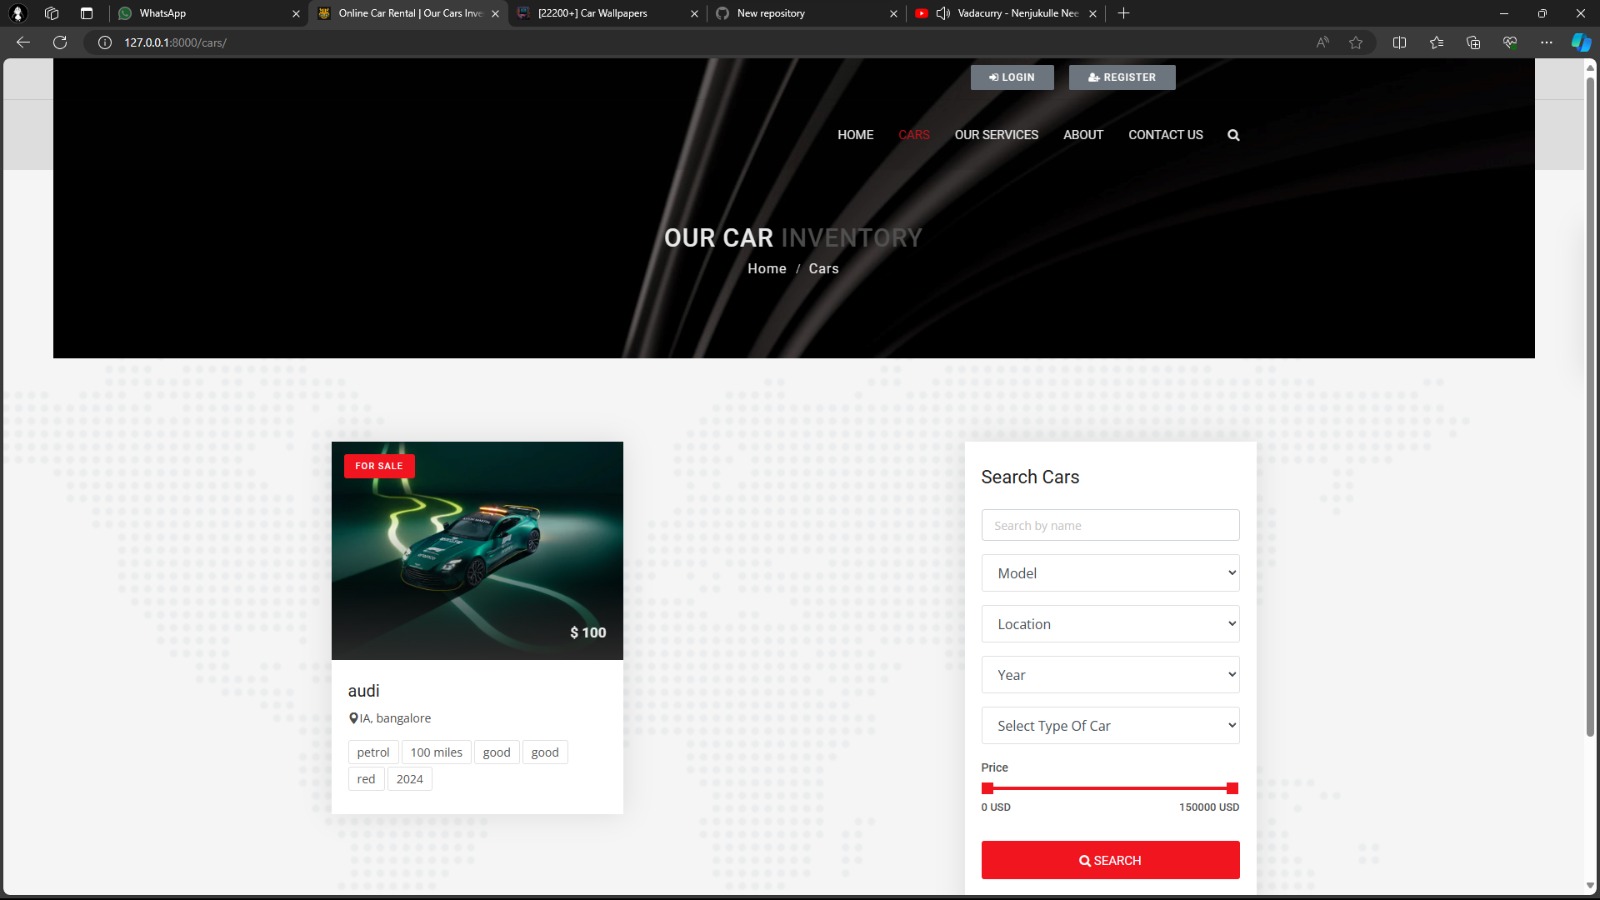 WhatsApp
Online Car Rental | Our Cars Inve
[22200+] Car Wallpapers
New repository
Vadacurry - Nenjukulle Nee
127.0.0.1:8000/cars/
LOGIN
REGISTER
HOME
CARS
OUR SERVICES
ABOUT
CONTACT US
OUR CAR INVENTORY
Home / Cars
FOR SALE
$ 100
audi
IA, bangalore
petrol
100 miles
good
good
red
2024
Search Cars
Search by name
Model
Location
Year
Select Type Of Car
Price
0 USD
150000 USD
SEARCH